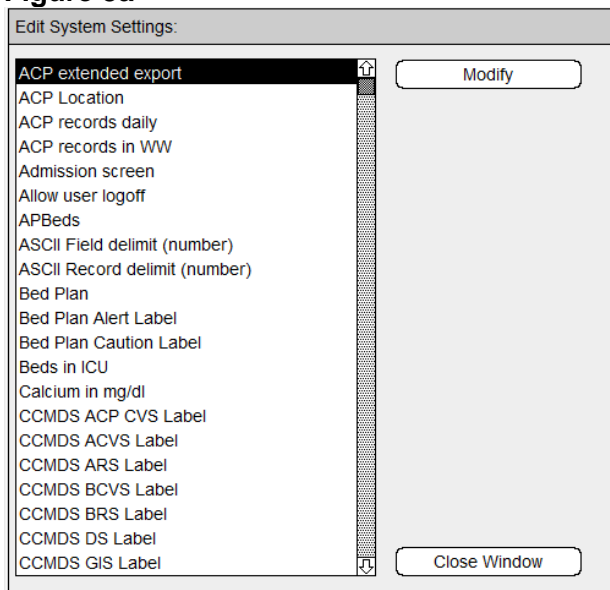 Edit System Settings:
ACP extended export
Modify
ACP Location
ACP records daily
ACP records in WW
Admission screen
Allow user logoff
APBeds
ASCII Field delimit (number)
ASCII Record delimit (number)
Bed Plan
Bed Plan Alert Label
Bed Plan Caution Label
Beds in ICU
Calcium in mg/dl
CCMDS ACP CVS Label
CCMDS ACVS Label
CCMDS ARS Label
CCMDS BCVS Label
CCMDS BRS Label
CCMDS DS Label
CCMDS GIS Label
Close Window